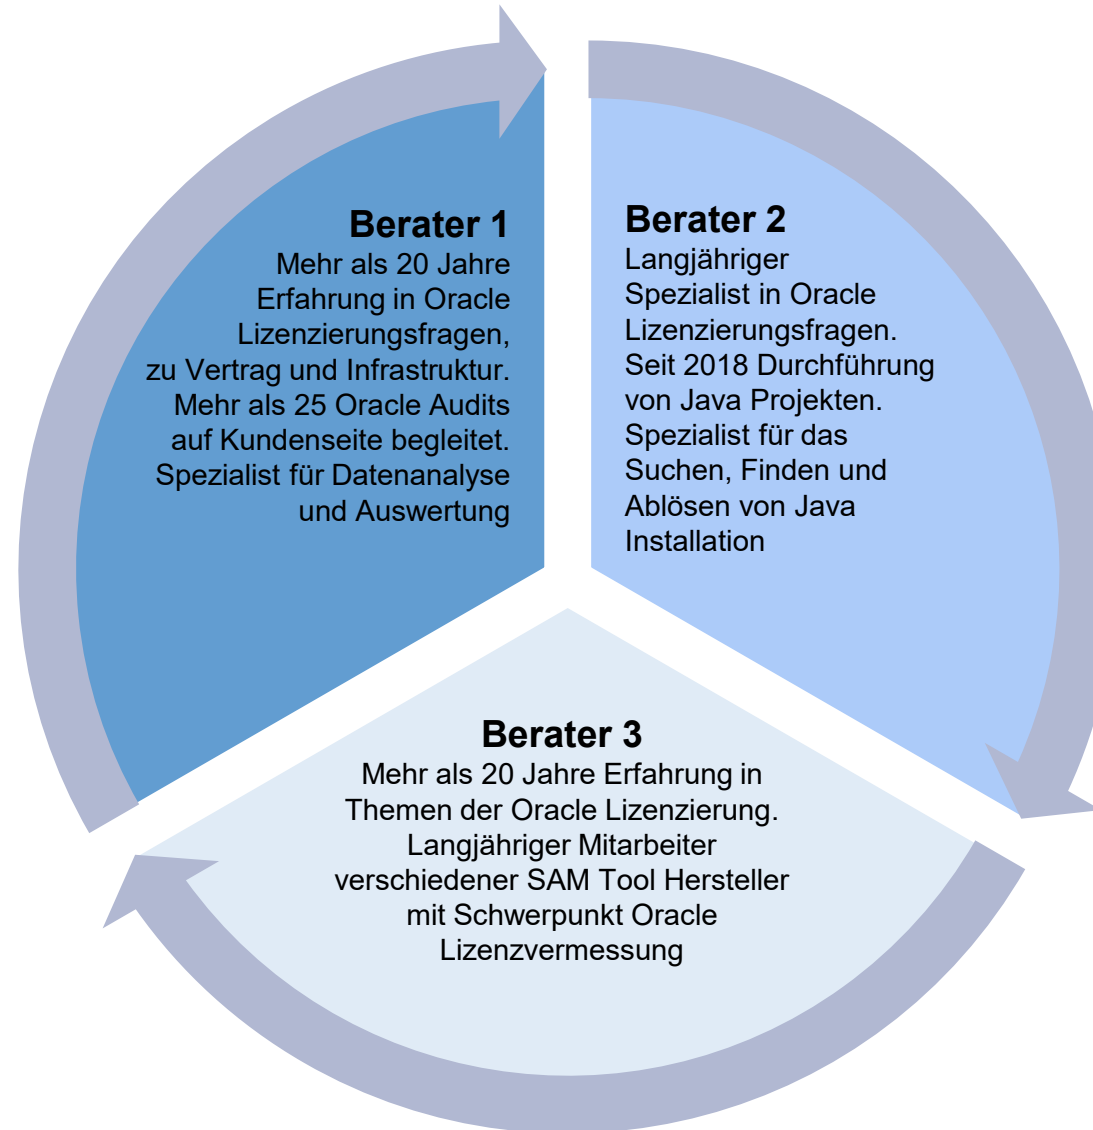 Berater 1
Mehr als 20 Jahre
Erfahrung in Oracle
Lizenzierungsfragen,
zu Vertrag und Infrastruktur.
Mehr als 25 Oracle Audits
auf Kundenseite begleitet.
Spezialist für Datenanalyse
und Auswertung
Berater 2
Langjähriger
Spezialist in Oracle
Lizenzierungsfragen.
Seit 2018 Durchführung
von Java Projekten.
Spezialist für das
Suchen, Finden und
Ablösen von Java
Installation
Berater 3
Mehr als 20 Jahre Erfahrung in
Themen der Oracle Lizenzierung.
Langjähriger Mitarbeiter
verschiedener SAM Tool Hersteller
mit Schwerpunkt Oracle
Lizenzvermessung